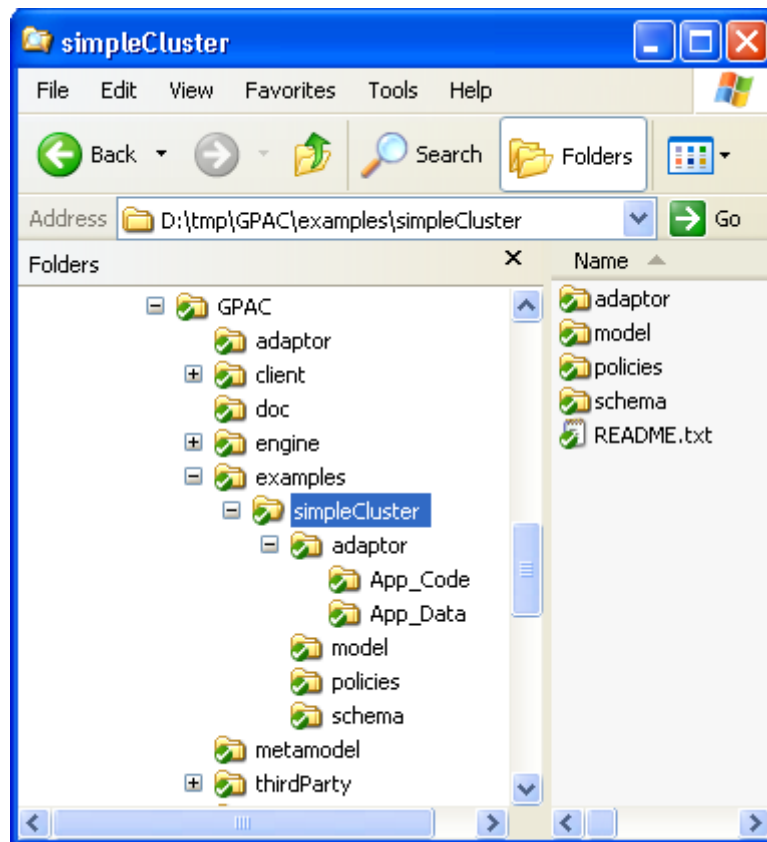 simpleCluster
File Edit View Favorites Tools Help
Back Search Folders
Address D:\tmp\GPAC\examples\simpleCluster Go
Folders
GPAC
adaptor
client
doc
engine
examples
simpleCluster
adaptor
App_Code
App_Data
model
policies
schema
metamodel
thirdParty
Name
adaptor
model
policies
schema
README.txt